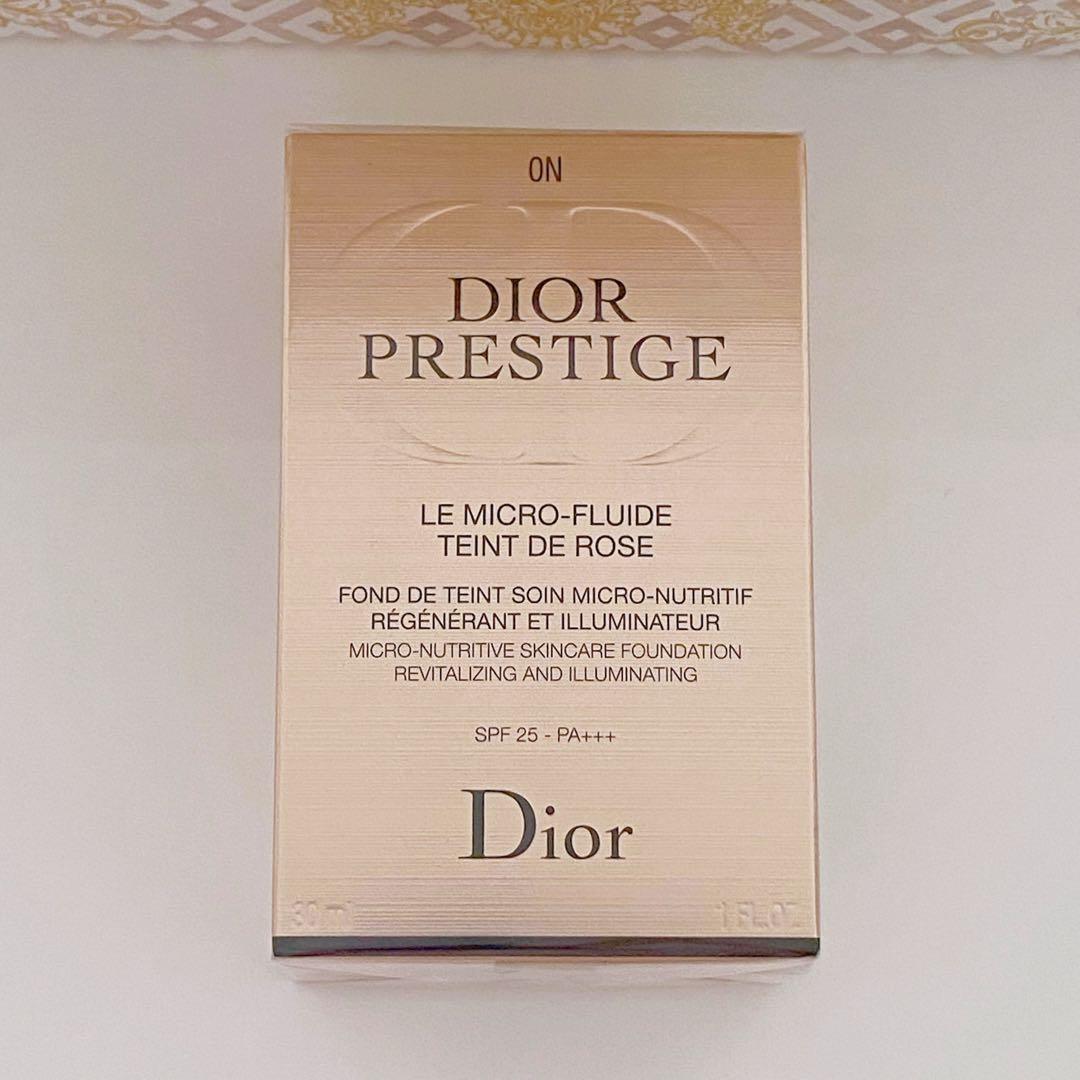 0N
DIOR
PRESTIGE
LE MICRO-FLUIDE
TEINT DE ROSE
FOND DE TEINT SOIN MICRO-NUTRITIF
RÉGÉNÉRANT ET ILLUMINATEUR
MICRO-NUTRITIVE SKINCARE FOUNDATION
REVITALIZING AND ILLUMINATING
SPF 25 - PA+++
Dior
30 ml 1 FL.OZ.